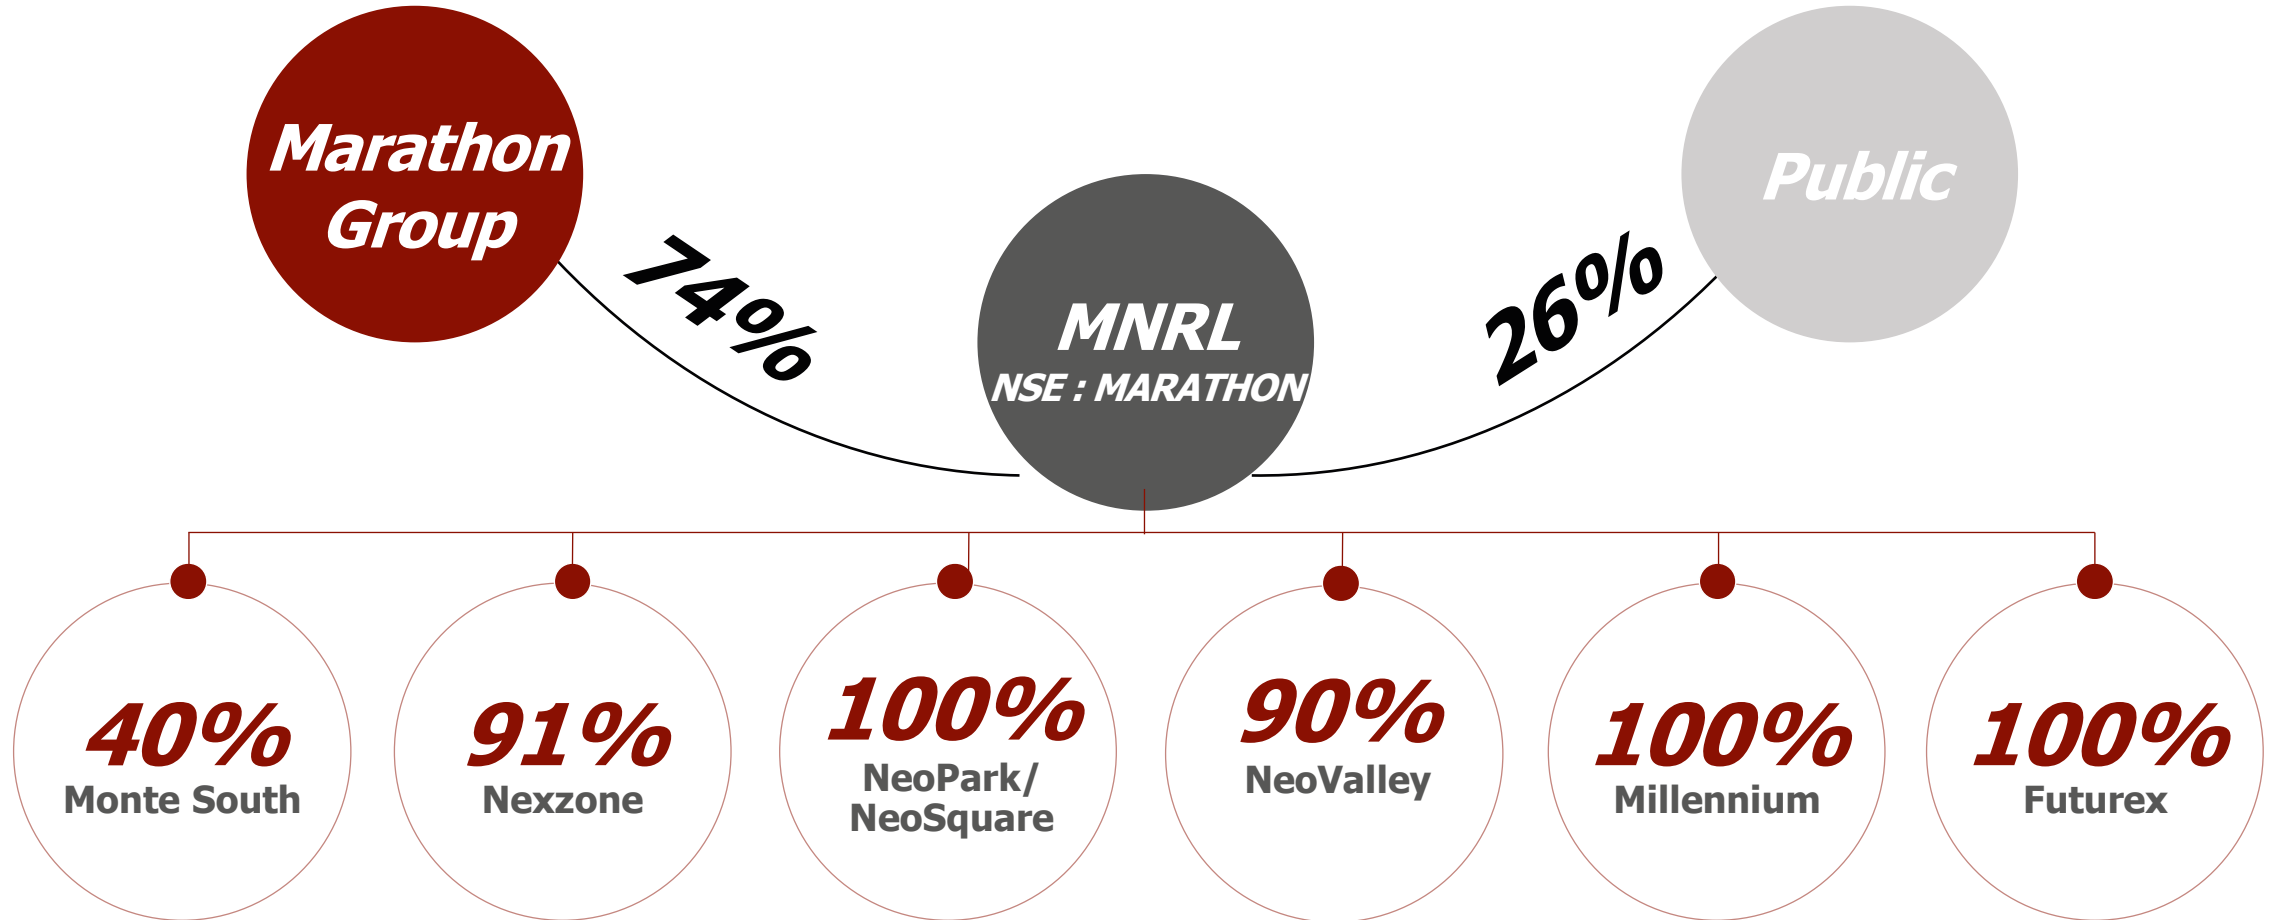 Marathon
Group
74%
MNRL
NSE : MARATHON
26%
Public
40%
Monte South
91%
Nexzone
100%
NeoPark/
NeoSquare
90%
NeoValley
100%
Millennium
100%
Futurex